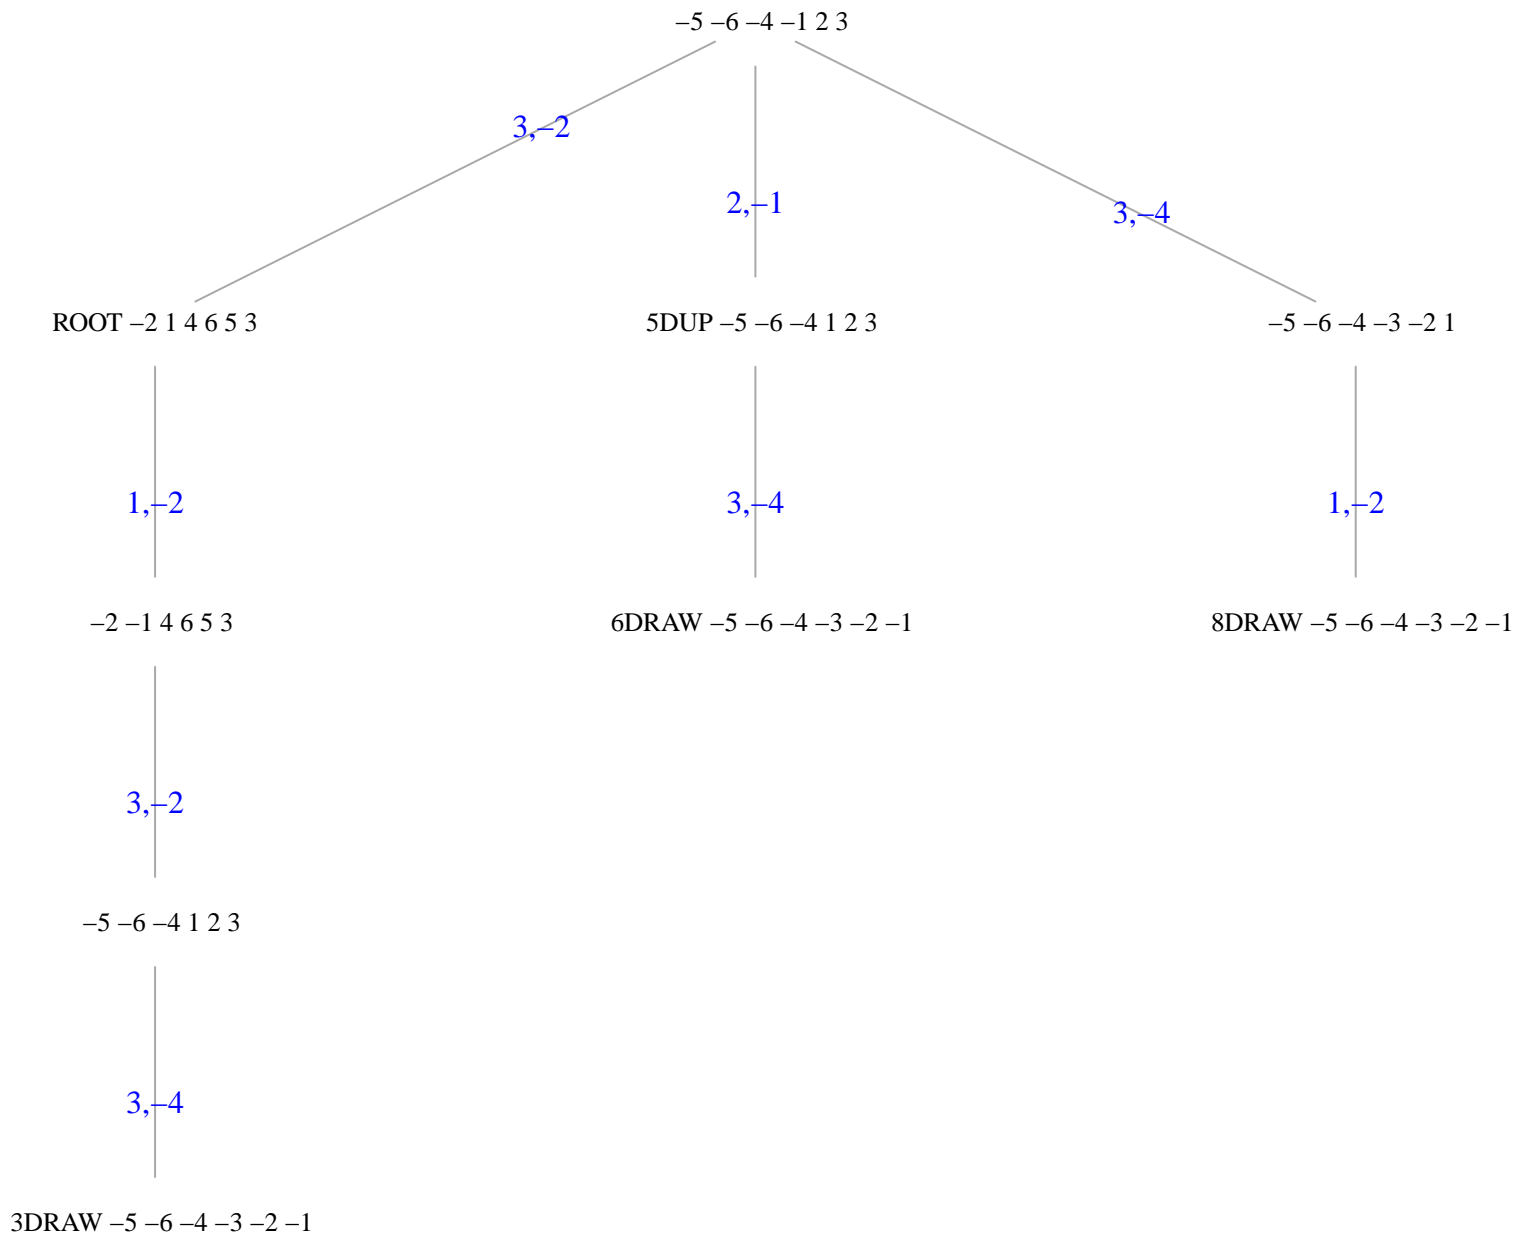 –5 –6 –4 –1 2 3
3,–2
2,–1
3,–4
ROOT –2 1 4 6 5 3
5DUP –5 –6 –4 1 2 3
–5 –6 –4 –3 –2 1
1,–2
3,–4
1,–2
–2 –1 4 6 5 3
6DRAW –5 –6 –4 –3 –2 –1
8DRAW –5 –6 –4 –3 –2 –1
3,–2
–5 –6 –4 1 2 3
3,–4
3DRAW –5 –6 –4 –3 –2 –1